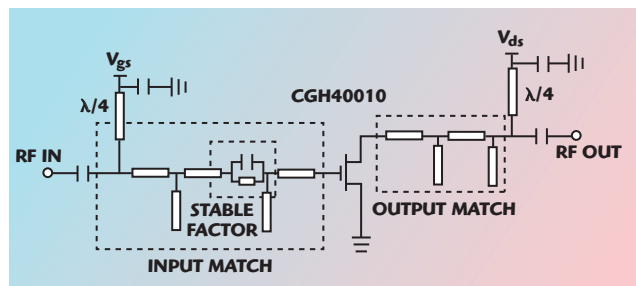 Vgs
λ/4
RF IN
STABLE
FACTOR
INPUT MATCH
CGH40010
Vds
λ/4
RF OUT
OUTPUT MATCH